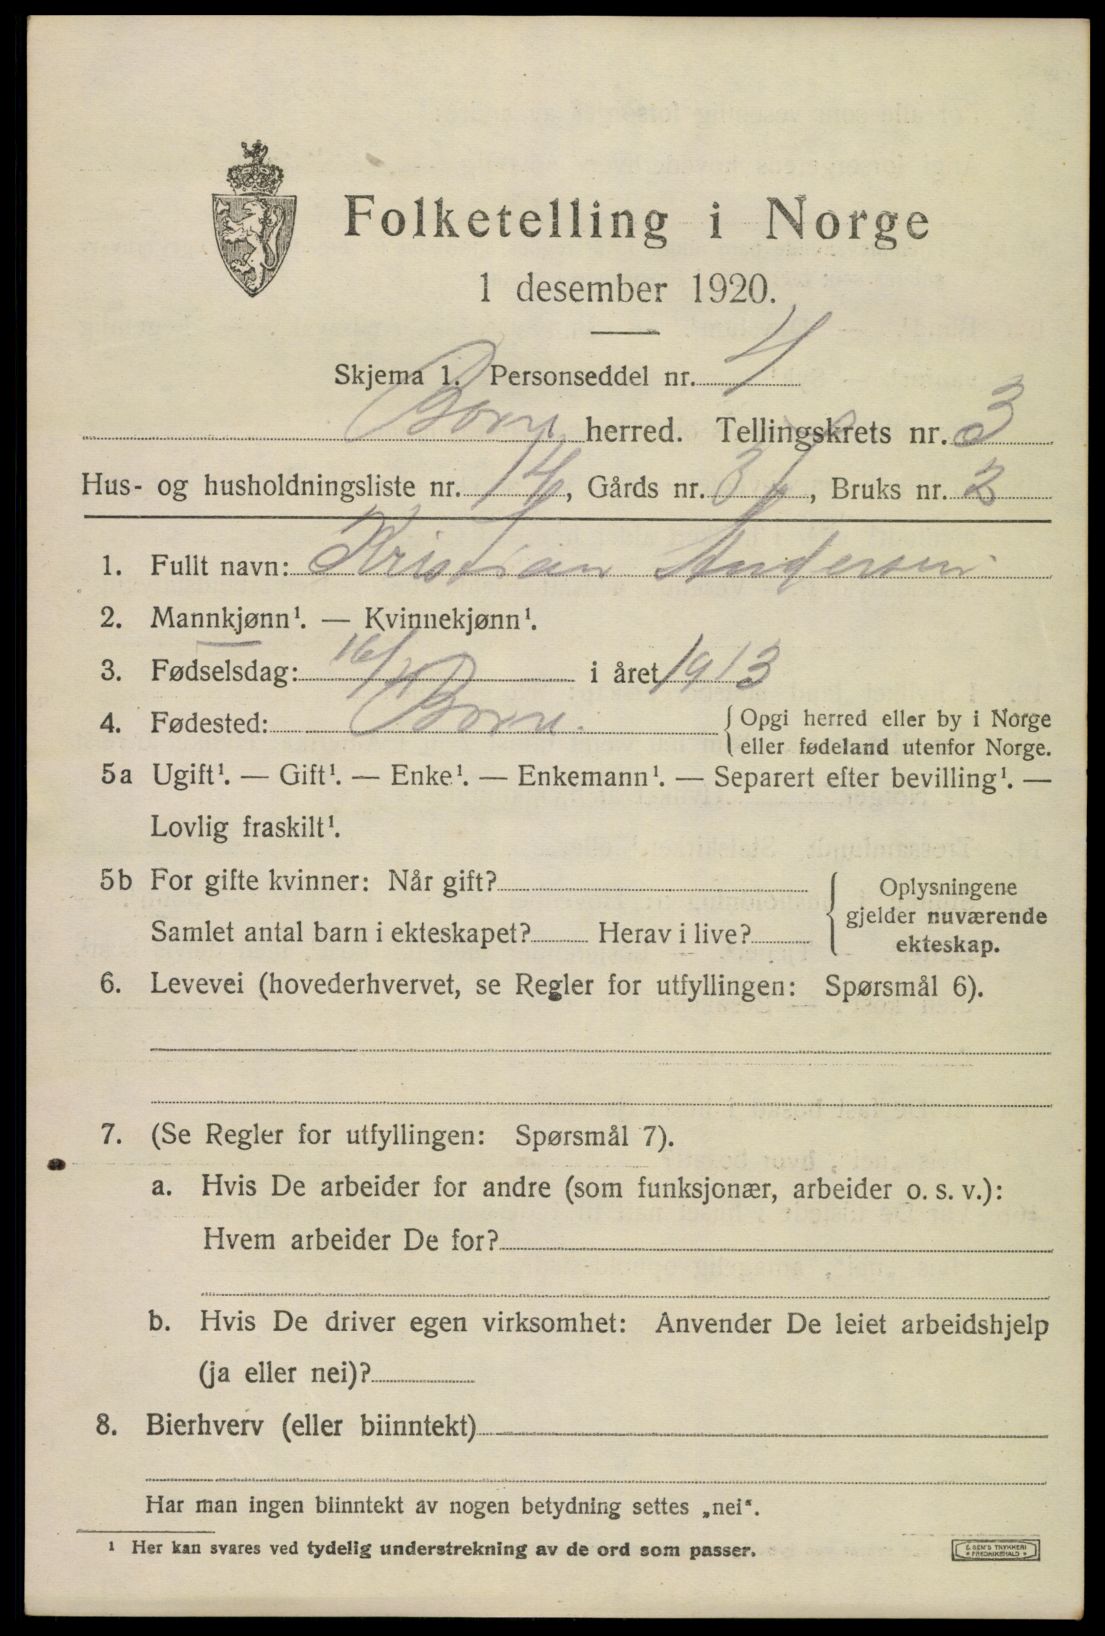 Folketelling i Norge
1 desember 1920.
Skjema 1. Personseddel nr. 4
Borre herred. Tellingskrets nr. 3
Hus- og husholdningsliste nr. 14, Gårds nr. Bruks nr. 2
1. Fullt navn: Kristian Andersen
2. Mannkjønn¹. — Kvinnekjønn¹.
3. Fødselsdag: 16/11 i året 1913
4. Fødested: Borre. { Opgi herred eller by i Norge
eller fødeland utenfor Norge.
5a Ugift¹. — Gift¹. — Enke¹. — Enkemann¹. — Separert efter bevilling¹. —
Lovlig fraskilt¹.
5b For gifte kvinner: Når gift? { Oplysningene
gjelder nuværende
Samlet antal barn i ekteskapet? Herav i live? ekteskap.
6. Levevei (hovederhvervet, se Regler for utfyllingen: Spørsmål 6).
7. (Se Regler for utfyllingen: Spørsmål 7).
a. Hvis De arbeider for andre (som funksjonær, arbeider o. s. v.):
Hvem arbeider De for?
b. Hvis De driver egen virksomhet: Anvender De leiet arbeidshjelp
(ja eller nei)?
8. Bierhverv (eller biinntekt)
Har man ingen biinntekt av nogen betydning settes „nei“.
¹ Her kan svares ved tydelig understrekning av de ord som passer.
E. SEM'S TRYKKERI
FREDRIKSHALD